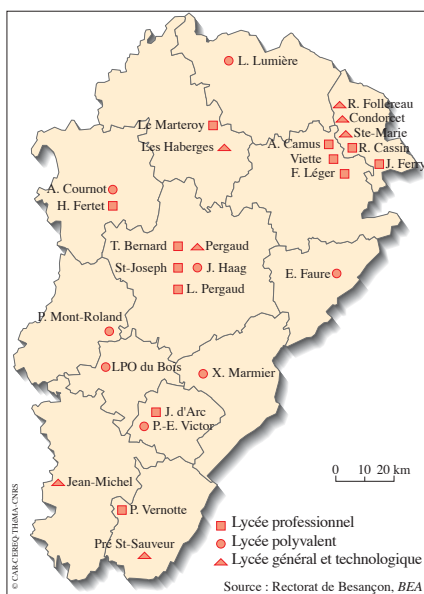 L. Lumière
R. Follereau
Condorcet
Le Marteroy
Ste-Marie
Les Haberges
A. Camus
R. Cassin
Viette
J. Ferry
F. Léger
A. Cournot
H. Fertet
T. Bernard
Pergaud
St-Joseph
J. Haag
E. Faure
L. Pergaud
P. Mont-Roland
LPO du Bois
X. Marmier
J. d'Arc
P.-E. Victor
Jean-Michel
0 10 20 km
P. Vernotte
Pré St-Sauveur
Lycée professionnel
Lycée polyvalent
Lycée général et technologique
Source : Rectorat de Besançon, BEA
© CAR-CEREQ-ThéMA-CNRS